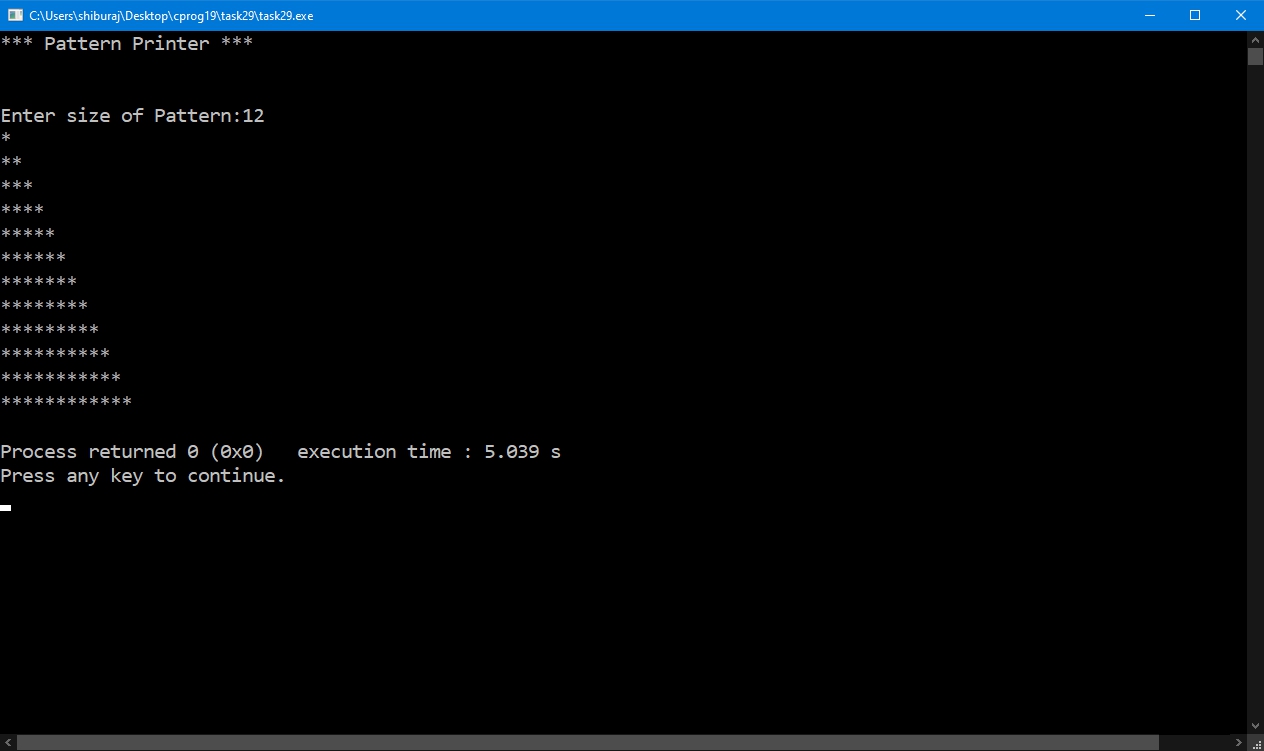 C:\Users\shiburaj\Desktop\cprog19\task29\task29.exe
*** Pattern Printer ***
Enter size of Pattern:12
*
**
***
****
*****
******
*******
********
*********
**********
***********
************
Process returned 0 (0x0)   execution time : 5.039 s
Press any key to continue.